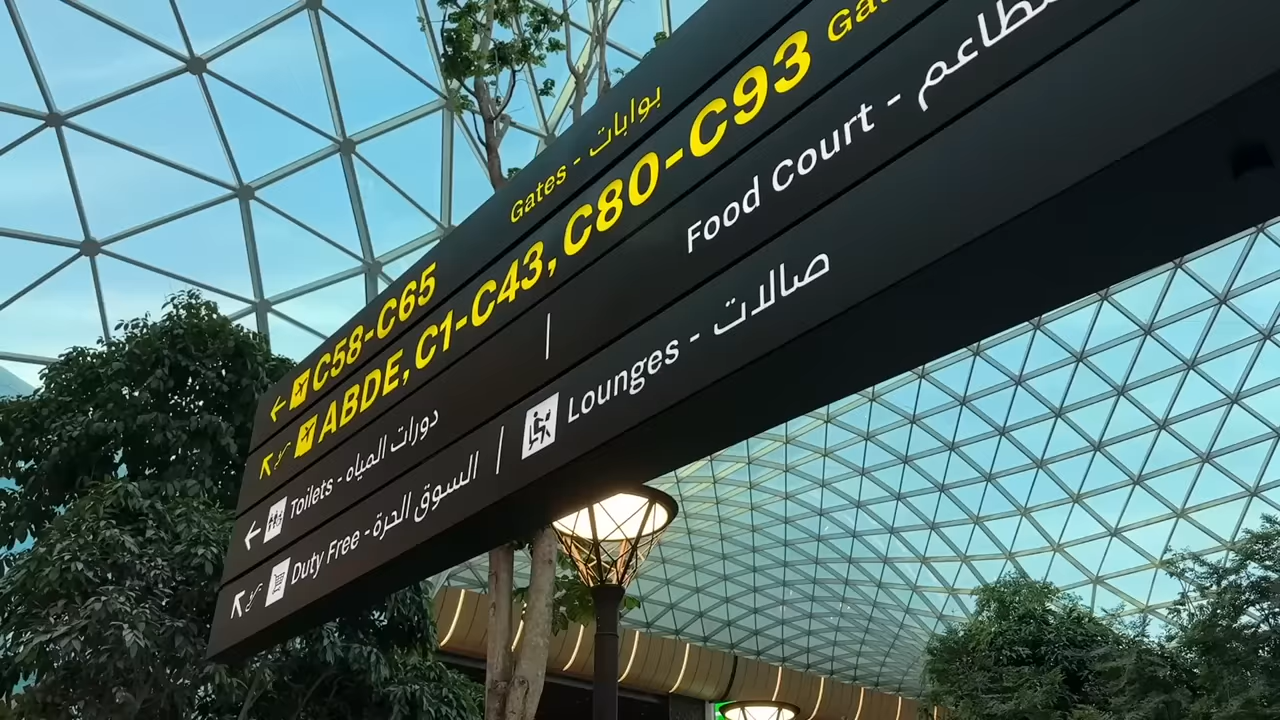 C58-C65 Gates - بوابات
ABDE, C1-C43, C80-C93
Toilets - دورات المياه | Food Court -
Duty Free - السوق الحرة | Lounges - صالات